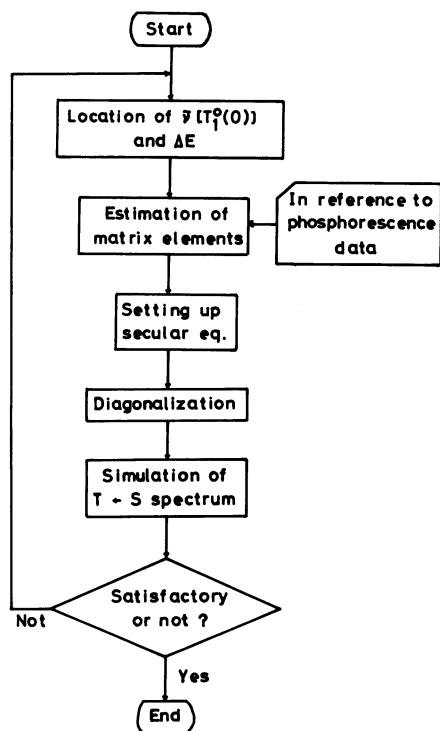 Start
Location of ν̃ [T₁⁰(0)]
and ΔE
Estimation of
matrix elements
In reference to
phosphorescence
data
Setting up
secular eq.
Diagonalization
Simulation of
T ← S spectrum
Satisfactory
or not ?
Not
Yes
End